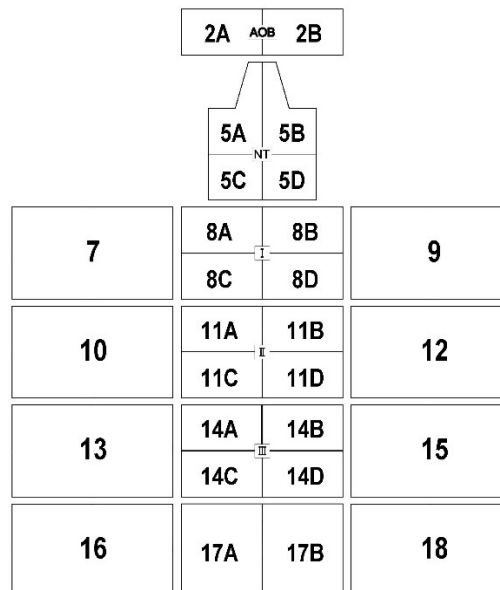 2A AOB 2B
5A 5B
NT
5C 5D
7 8A 8B 9
I
8C 8D
10 11A 11B 12
II
11C 11D
13 14A 14B 15
III
14C 14D
16 17A 17B 18